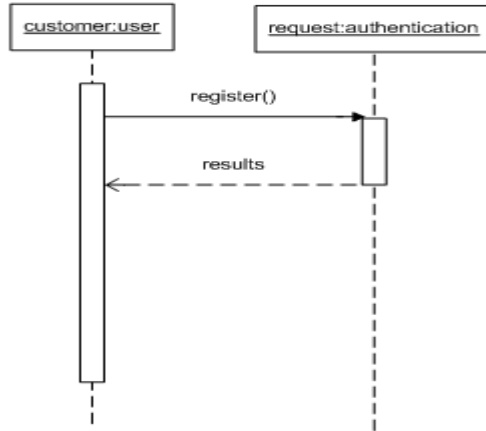 customer:user
request:authentication
register()
results